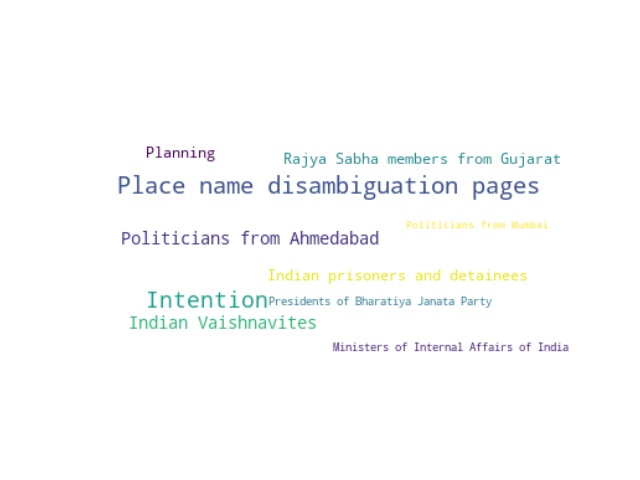 Planning
Rajya Sabha members from Gujarat
Place name disambiguation pages
Politicians from Mumbai
Politicians from Ahmedabad
Indian prisoners and detainees
Intention
Presidents of Bharatiya Janata Party
Indian Vaishnavites
Ministers of Internal Affairs of India